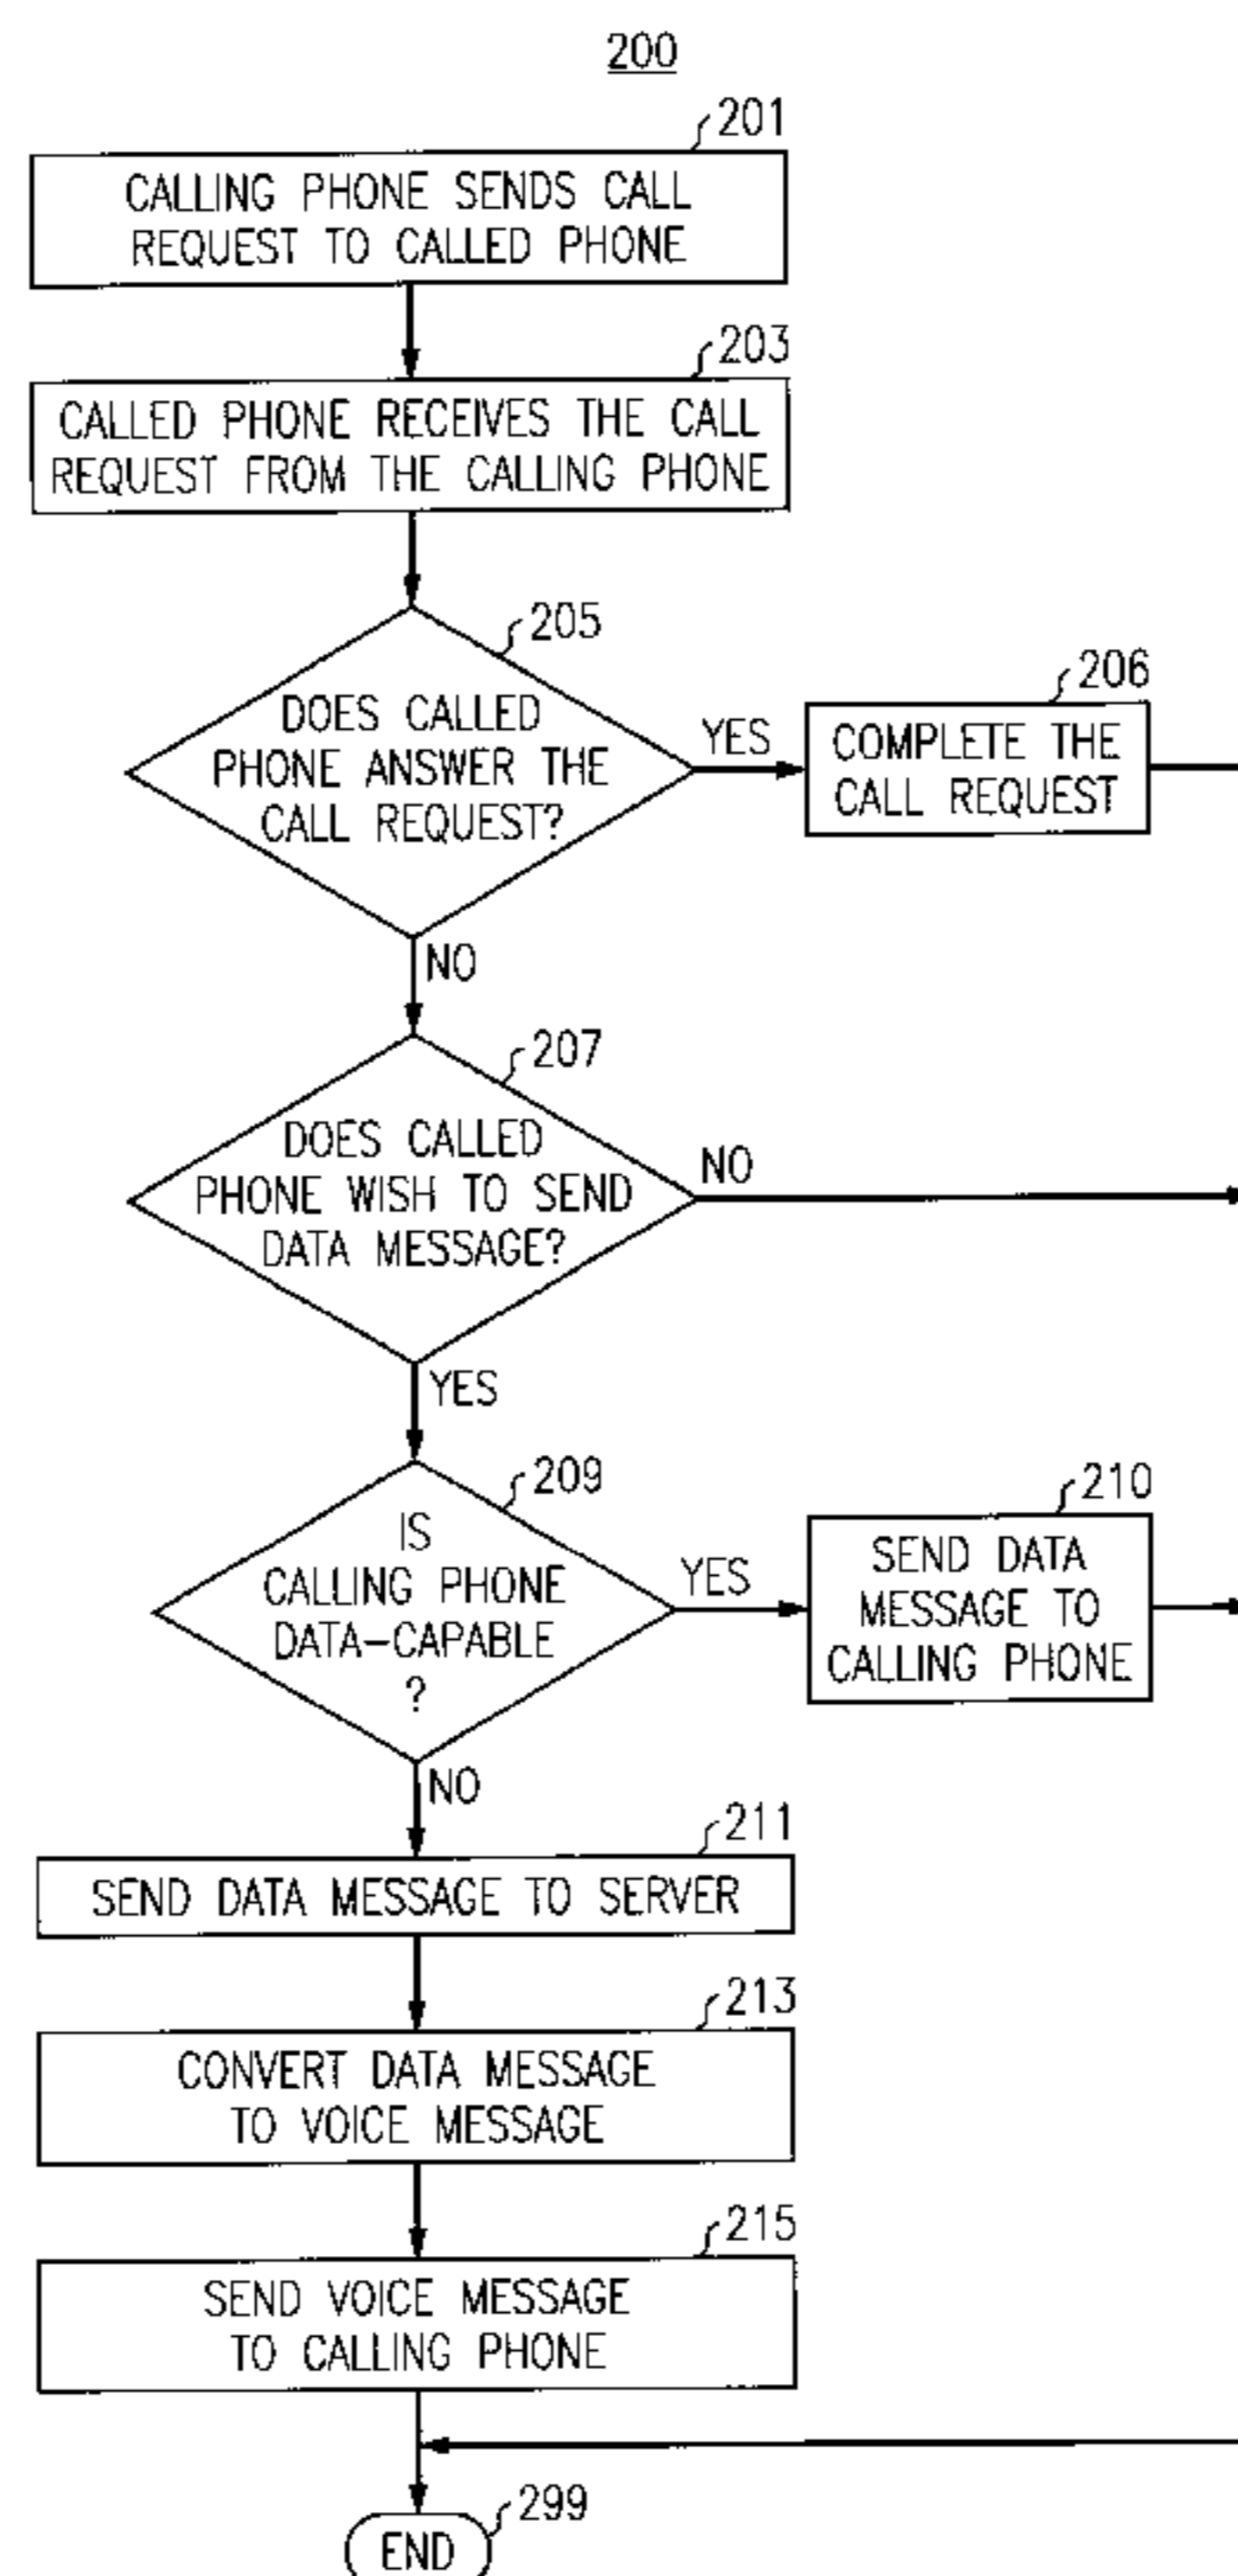 200
201
CALLING PHONE SENDS CALL
REQUEST TO CALLED PHONE
203
CALLED PHONE RECEIVES THE CALL
REQUEST FROM THE CALLING PHONE
205
DOES CALLED
PHONE ANSWER THE
CALL REQUEST?
YES
206
COMPLETE THE
CALL REQUEST
NO
207
DOES CALLED
PHONE WISH TO SEND
DATA MESSAGE?
NO
YES
209
IS
CALLING PHONE
DATA-CAPABLE
?
YES
210
SEND DATA
MESSAGE TO
CALLING PHONE
NO
211
SEND DATA MESSAGE TO SERVER
213
CONVERT DATA MESSAGE
TO VOICE MESSAGE
215
SEND VOICE MESSAGE
TO CALLING PHONE
299
END